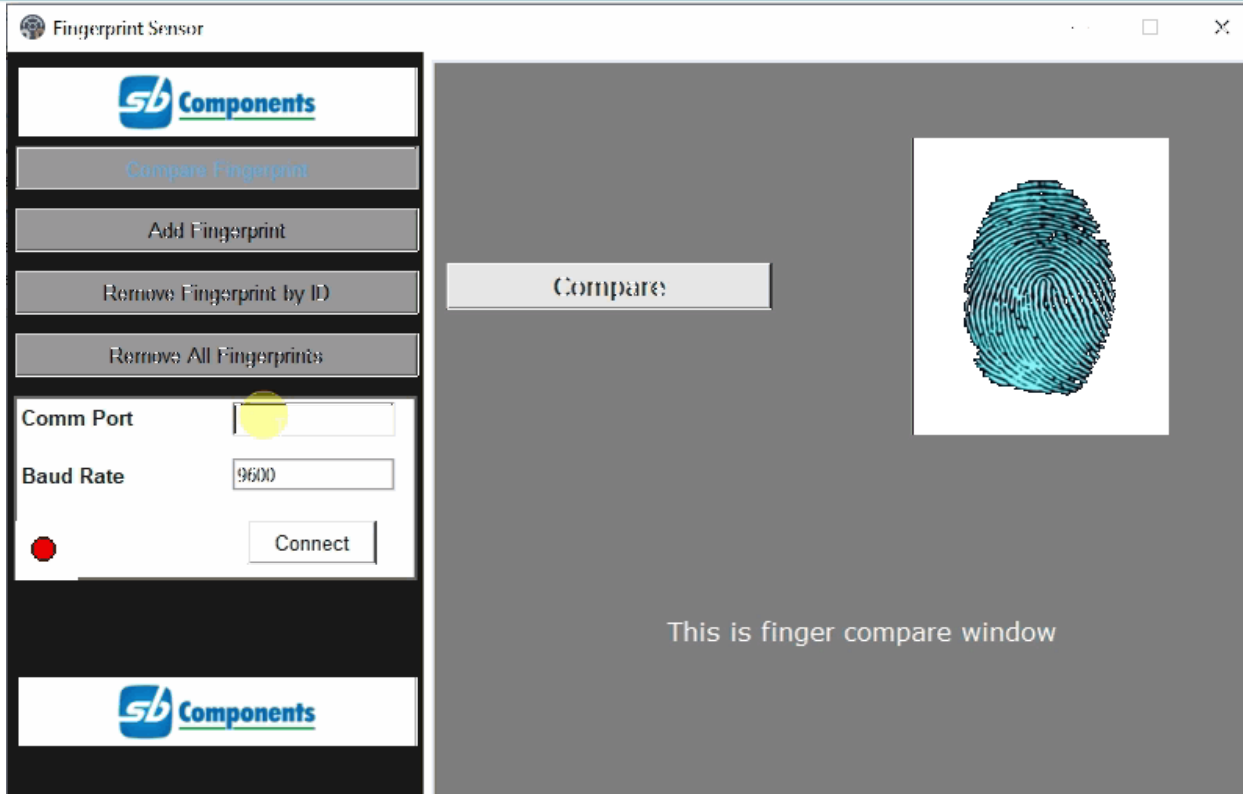 Fingerprint Sensor
sb Components
Compare Fingerprint
Add Fingerprint
Remove Fingerprint by ID
Remove All Fingerprints
Comm Port
Baud Rate 9600
Connect
sb Components
Compare
This is finger compare window